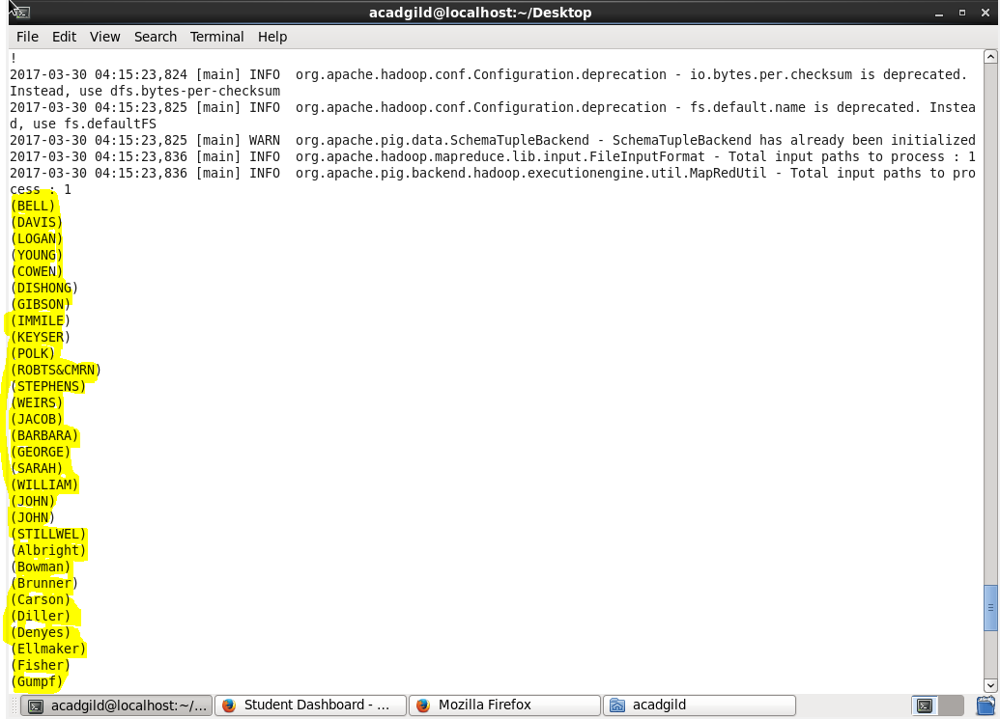 acadgild@localhost:~/Desktop
File Edit View Search Terminal Help
!
2017-03-30 04:15:23,824 [main] INFO  org.apache.hadoop.conf.Configuration.deprecation - io.bytes.per.checksum is deprecated.
Instead, use dfs.bytes-per-checksum
2017-03-30 04:15:23,825 [main] INFO  org.apache.hadoop.conf.Configuration.deprecation - fs.default.name is deprecated. Instea
d, use fs.defaultFS
2017-03-30 04:15:23,825 [main] WARN  org.apache.pig.data.SchemaTupleBackend - SchemaTupleBackend has already been initialized
2017-03-30 04:15:23,836 [main] INFO  org.apache.hadoop.mapreduce.lib.input.FileInputFormat - Total input paths to process : 1
2017-03-30 04:15:23,836 [main] INFO  org.apache.pig.backend.hadoop.executionengine.util.MapRedUtil - Total input paths to pro
cess : 1
(BELL)
(DAVIS)
(LOGAN)
(YOUNG)
(COWEN)
(DISHONG)
(GIBSON)
(IMMILE)
(KEYSER)
(POLK)
(ROBTS&CMRN)
(STEPHENS)
(WEIRS)
(JACOB)
(BARBARA)
(GEORGE)
(SARAH)
(WILLIAM)
(JOHN)
(JOHN)
(STILLWEL)
(Albright)
(Bowman)
(Brunner)
(Carson)
(Diller)
(Denyes)
(Ellmaker)
(Fisher)
(Gumpf)
acadgild@localhost:~/... Student Dashboard - ... Mozilla Firefox acadgild